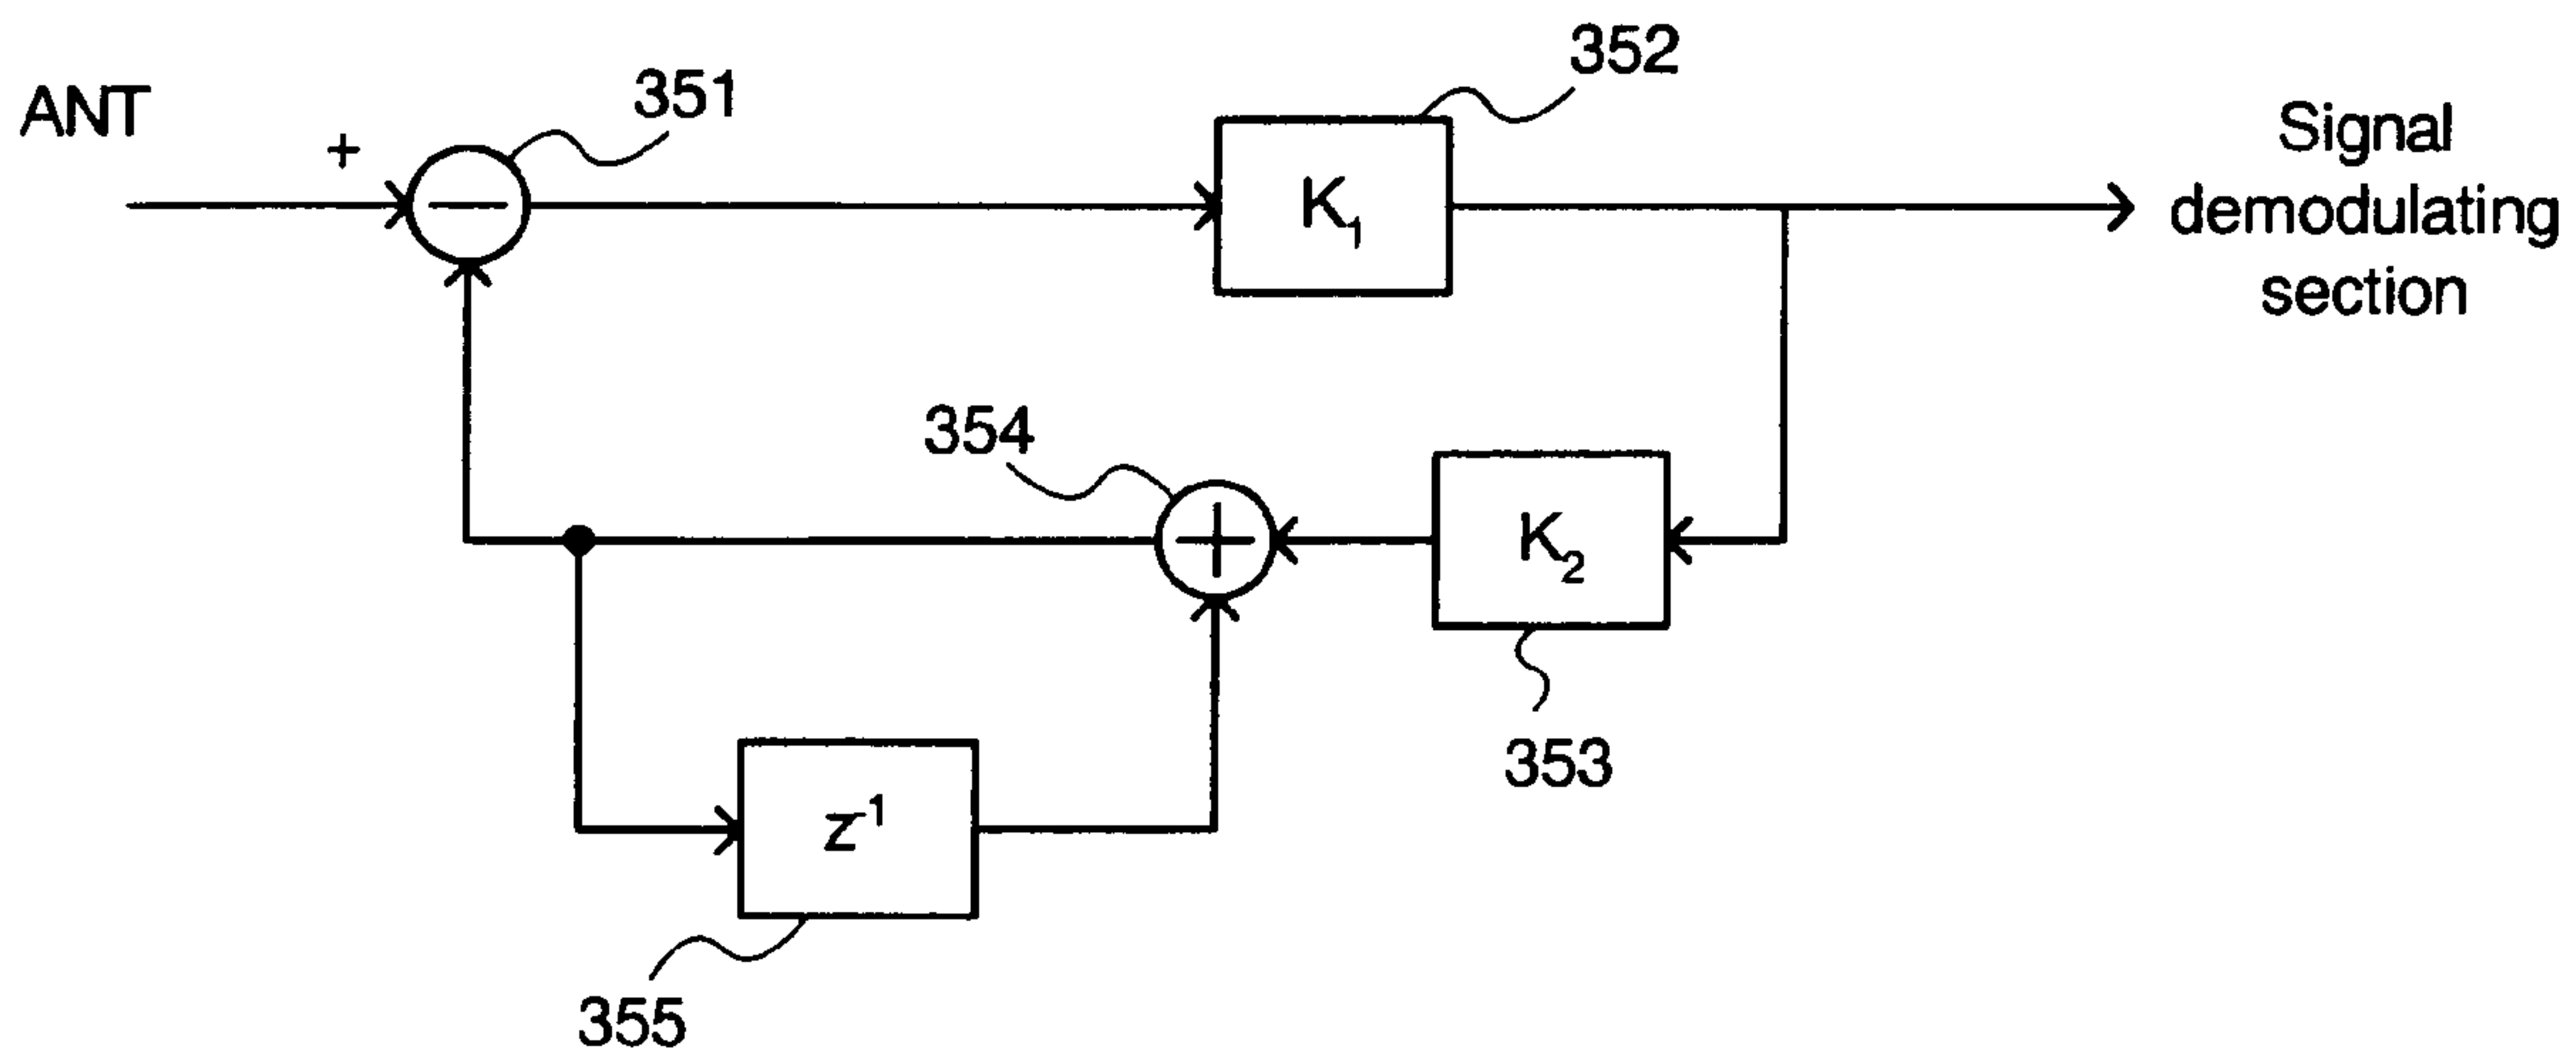 352
351
ANT
+
−
K₁
Signal
demodulating
section
354
+
K₂
353
z⁻¹
355